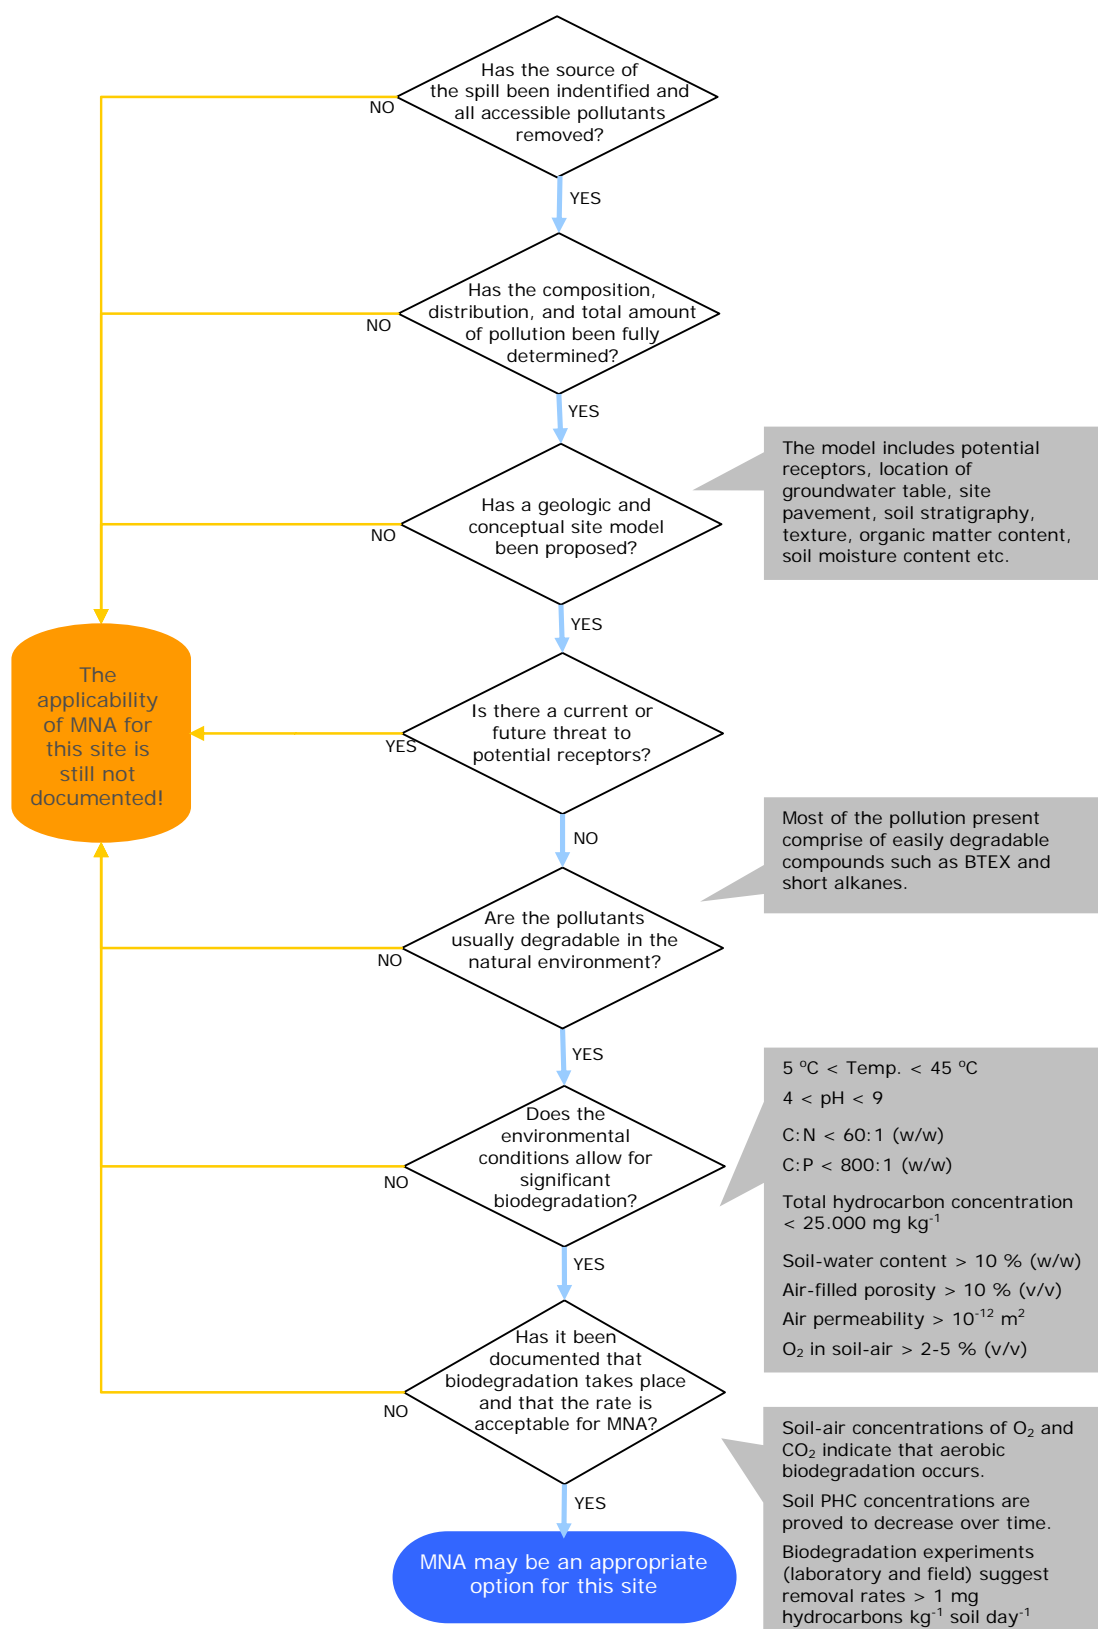 Has the source of
the spill been indentified and
all accessible pollutants
removed?
NO
YES
Has the composition,
distribution, and total amount
of pollution been fully
determined?
NO
YES
Has a geologic and
conceptual site model
been proposed?
NO
YES
The model includes potential
receptors, location of
groundwater table, site
pavement, soil stratigraphy,
texture, organic matter content,
soil moisture content etc.
The
applicability
of MNA for
this site is
still not
documented!
Is there a current or
future threat to
potential receptors?
YES
NO
Most of the pollution present
comprise of easily degradable
compounds such as BTEX and
short alkanes.
Are the pollutants
usually degradable in the
natural environment?
NO
YES
Does the
environmental
conditions allow for
significant
biodegradation?
NO
YES
5 ºC < Temp. < 45 ºC
4 < pH < 9
C:N < 60:1 (w/w)
C:P < 800:1 (w/w)
Total hydrocarbon concentration
< 25.000 mg kg⁻¹
Soil-water content > 10 % (w/w)
Air-filled porosity > 10 % (v/v)
Air permeability > 10⁻¹² m²
O₂ in soil-air > 2-5 % (v/v)
Has it been
documented that
biodegradation takes place
and that the rate is
acceptable for MNA?
NO
YES
Soil-air concentrations of O₂ and
CO₂ indicate that aerobic
biodegradation occurs.
Soil PHC concentrations are
proved to decrease over time.
Biodegradation experiments
(laboratory and field) suggest
removal rates > 1 mg
hydrocarbons kg⁻¹ soil day⁻¹
MNA may be an appropriate
option for this site